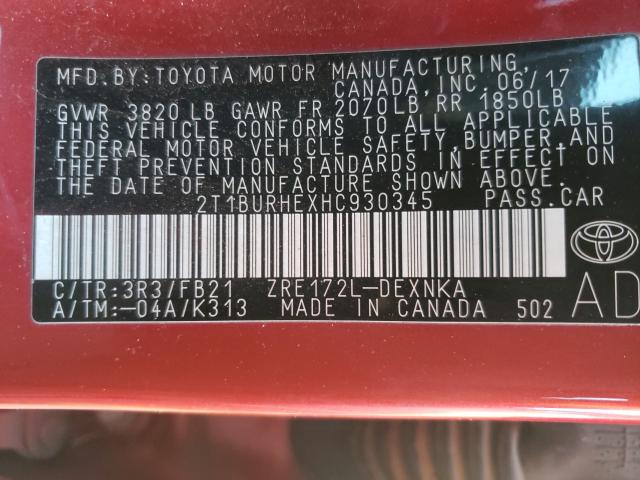 MFD.BY:TOYOTA MOTOR MANUFACTURING,
CANADA, INC. 06/17
GVWR 3820 LB GAWR FR 2070LB RR 1850LB
THIS VEHICLE CONFORMS TO ALL APPLICABLE
FEDERAL MOTOR VEHICLE SAFETY, BUMPER, AND
THEFT PREVENTION STANDARDS IN EFFECT ON
THE DATE OF MANUFACTURE SHOWN ABOVE.
2T1BURHEXHC930345 PASS.CAR
C/TR:3R3/FB21 ZRE172L-DEXNKA
A/TM:-04A/K313 MADE IN CANADA 502
AD